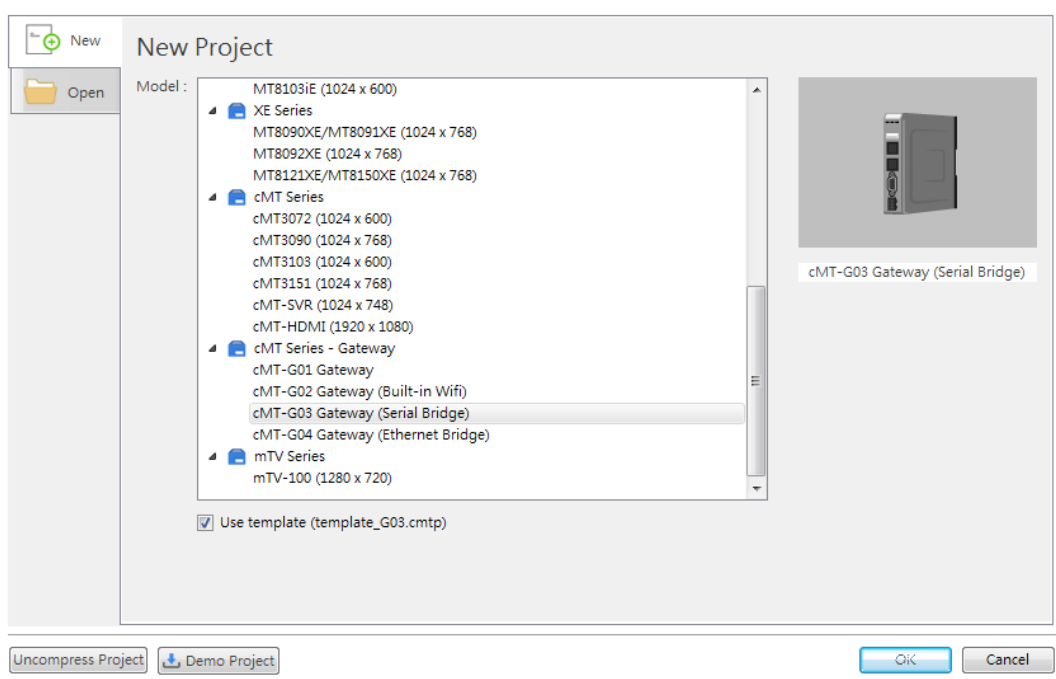 New
Open
New Project
Model :
MT8103iE (1024 x 600)
XE Series
MT8090XE/MT8091XE (1024 x 768)
MT8092XE (1024 x 768)
MT8121XE/MT8150XE (1024 x 768)
cMT Series
cMT3072 (1024 x 600)
cMT3090 (1024 x 768)
cMT3103 (1024 x 600)
cMT3151 (1024 x 768)
cMT-SVR (1024 x 748)
cMT-HDMI (1920 x 1080)
cMT Series - Gateway
cMT-G01 Gateway
cMT-G02 Gateway (Built-in Wifi)
cMT-G03 Gateway (Serial Bridge)
cMT-G04 Gateway (Ethernet Bridge)
mTV Series
mTV-100 (1280 x 720)
cMT-G03 Gateway (Serial Bridge)
Use template (template_G03.cmtp)
Uncompress Project
Demo Project
OK
Cancel